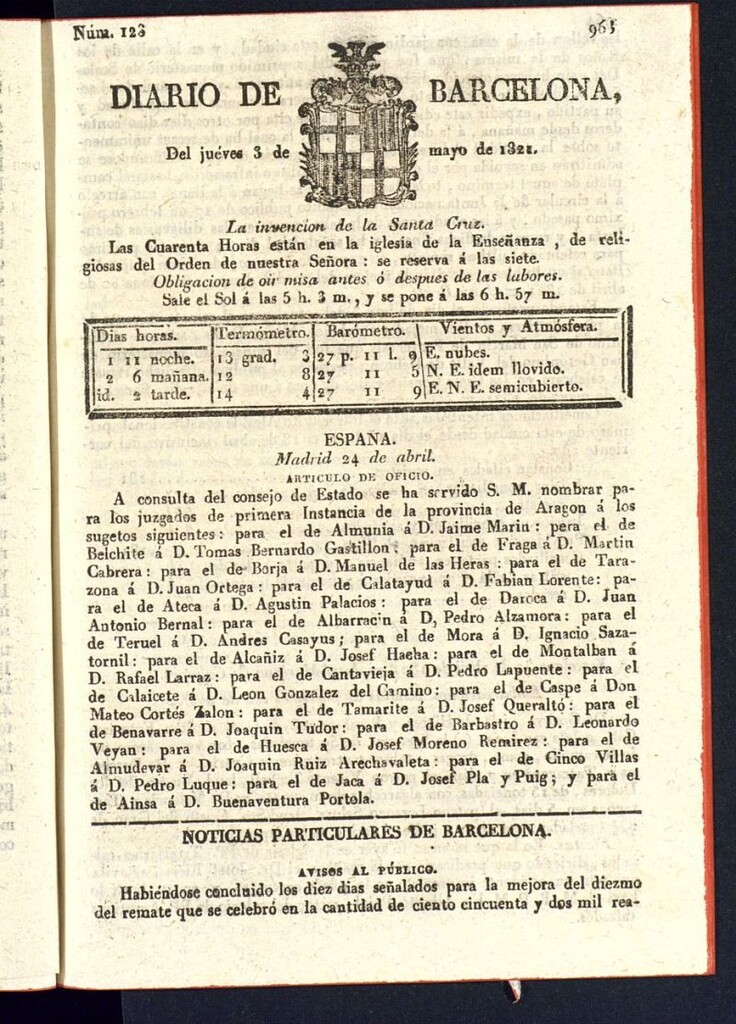 Núm. 123 963
DIARIO DE BARCELONA,
Del juéves 3 de mayo de 1821.
La invencion de la Santa Cruz.
Las Cuarenta Horas están en la iglesia de la Enseñanza , de reli-
giosas del Orden de nuestra Señora : se reserva á las siete.
Obligacion de oir misa antes ó despues de las labores.
Sale el Sol á las 5 h. 3 m., y se pone á las 6 h. 57 m.
Dias horas. Termómetro. Barómetro. Vientos y Atmósfera.
1 11 noche. 13 grad. 3 27 p. 11 l. 9 E. nubes.
2 6 mañana. 12 8 27 11 5 N. E. idem llovido.
id. 2 tarde. 14 4 27 11 9 E. N. E. semicubierto.
ESPAÑA.
Madrid 24 de abril.
ARTICULO DE OFICIO.
A consulta del consejo de Estado se ha servido S. M. nombrar pa-
ra los juzgados de primera Instancia de la provincia de Aragon á los
sugetos siguientes : para el de Almunia á D. Jaime Marin : pera el de
Belchite á D. Tomas Bernardo Gastillon : para el de Fraga á D. Martin
Cabrera : para el de Borja á D. Manuel de las Heras : para el de Tara-
zona á D. Juan Ortega : para el de Calatayud á D. Fabian Lorente : pa-
ra el de Ateca á D. Agustin Palacios : para el de Daroca á D. Juan
Antonio Bernal : para el de Albarracin á D, Pedro Alzamora : para el
de Teruel á D. Andres Casayus ; para el de Mora á D. Ignacio Saza-
tornil : para el de Alcañiz á D. Josef Hacha : para el de Montalban á
D. Rafael Larraz : para el de Cantavieja á D. Pedro Lapuente : para el
de Calaicete á D. Leon Gonzalez del Camino : para el de Caspe á Don
Mateo Cortés Zalon : para el de Tamarite á D. Josef Queraltó : para el
de Benavarre á D. Joaquin Tudor : para el de Barbastro á D. Leonardo
Veyan : para el de Huesca á D. Josef Moreno Remirez : para el de
Almudevar á D. Joaquin Ruiz Arechavaleta : para el de Cinco Villas
á D. Pedro Luque : para el de Jaca á D. Josef Pla y Puig ; y para el
de Ainsa á D. Buenaventura Portola.
NOTICIAS PARTICULARES DE BARCELONA.
AVISOS AL PÚBLICO.
Habiéndose concluido los diez dias señalados para la mejora del diezmo
del remate que se celebró en la cantidad de ciento cincuenta y dos mil rea-